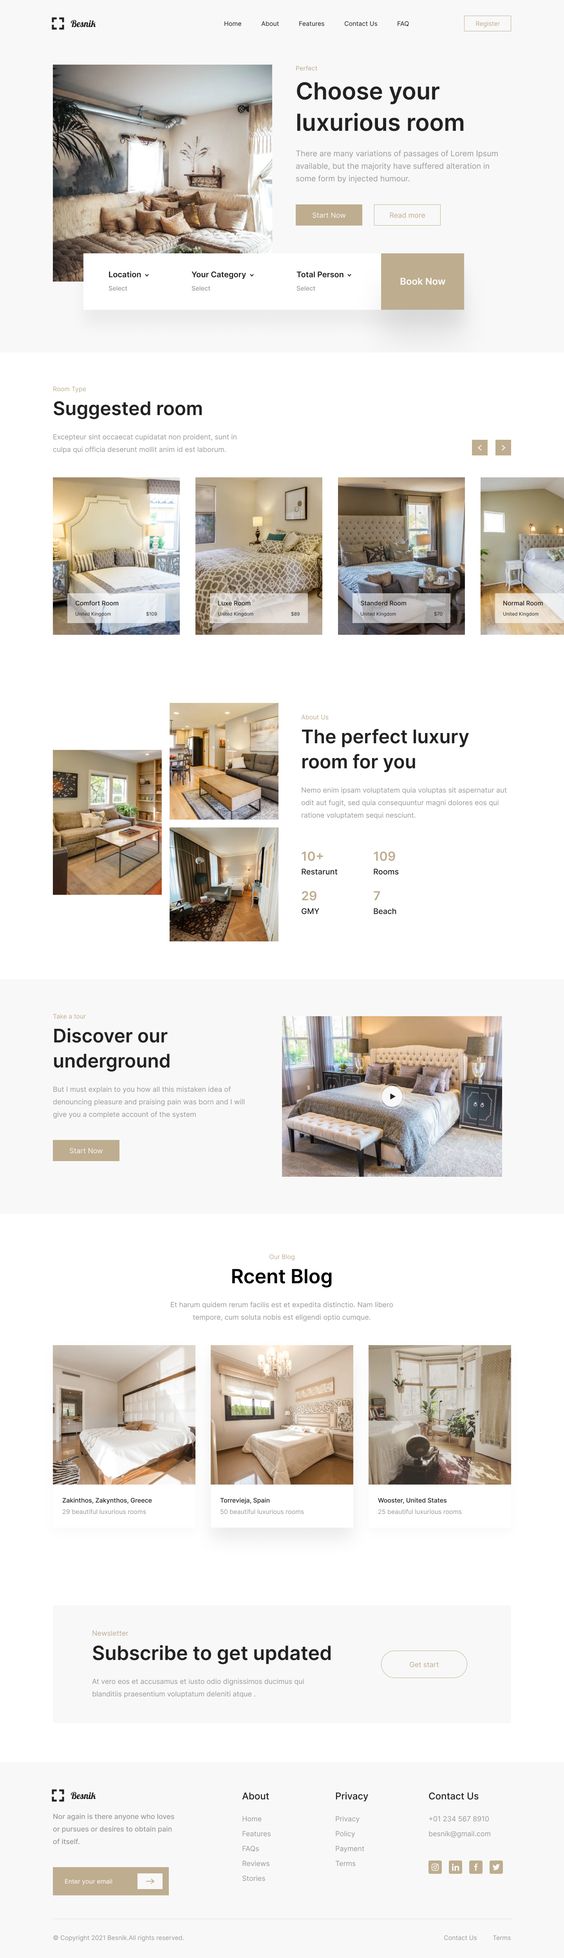 Besnik
Home
About
Features
Contact Us
FAQ
Register
Perfect
Choose your
luxurious room
There are many variations of passages of Lorem Ipsum
available, but the majority have suffered alteration in
some form by injected humour.
Start Now
Read more
Location
Select
Your Category
Select
Total Person
Select
Book Now
Room Type
Suggested room
Excepteur sint occaecat cupidatat non proident, sunt in
culpa qui officia deserunt mollit anim id est laborum.
Comfort Room
United Kingdom
$109
Luxe Room
United Kingdom
$89
Standerd Room
United Kingdom
$70
Normal Room
United Kingdom
About Us
The perfect luxury
room for you
Nemo enim ipsam voluptatem quia voluptas sit aspernatur aut
odit aut fugit, sed quia consequuntur magni dolores eos qui
ratione voluptatem sequi nesciunt.
10+
Restarunt
109
Rooms
29
GMY
7
Beach
Take a tour
Discover our
underground
But I must explain to you how all this mistaken idea of
denouncing pleasure and praising pain was born and I will
give you a complete account of the system
Start Now
Our Blog
Rcent Blog
Et harum quidem rerum facilis est et expedita distinctio. Nam libero
tempore, cum soluta nobis est eligendi optio cumque.
Zakinthos, Zakynthos, Greece
29 beautiful luxurious rooms
Torrevieja, Spain
50 beautiful luxurious rooms
Wooster, United States
25 beautiful luxurious rooms
Newsletter
Subscribe to get updated
At vero eos et accusamus et iusto odio dignissimos ducimus qui
blanditiis praesentium voluptatum deleniti atque .
Get start
Besnik
Nor again is there anyone who loves
or pursues or desires to obtain pain
of itself.
Enter your email
About
Home
Features
FAQs
Reviews
Stories
Privacy
Privacy
Policy
Payment
Terms
Contact Us
+01 234 567 8910
besnik@gmail.com
© Copyright 2021 Besnik.All rights reserved.
Contact Us
Terms